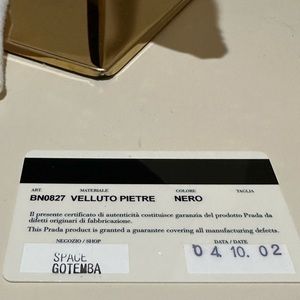 ART MATERIALE COLORE TAGLIA
BN0827 VELLUTO PIETRE NERO
Il presente certificato di autenticità costituisce garanzia del prodotto Prada da
difetti originari di fabbricazione.
This Prada product is granted a guarantee covering all manufacturing defects.
NEGOZIO / SHOP DATA / DATE
SPACE
GOTEMBA
04. 10. 02